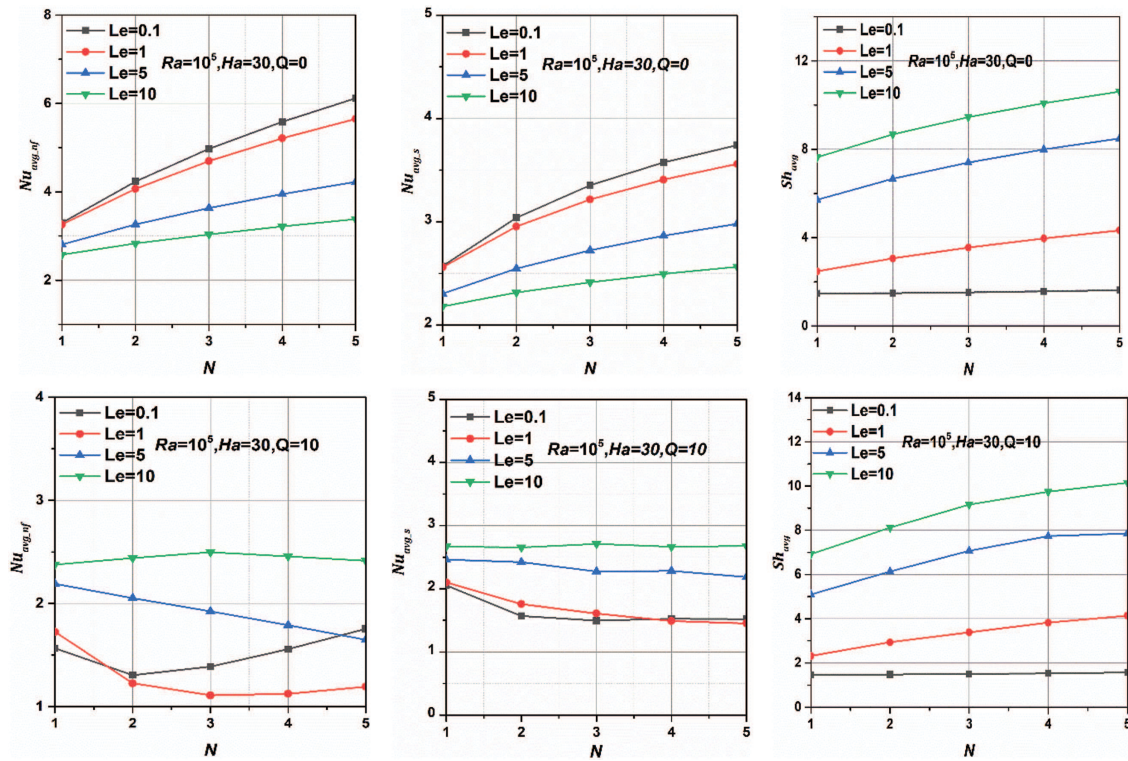 8
6
4
2
Nu_avg_nf
Le=0.1
Le=1
Le=5
Le=10
Ra=10⁵,Ha=30,Q=0
1 2 3 4 5
N
5
4
3
2
Nu_avg,s
Le=0.1
Le=1
Le=5
Le=10
Ra=10⁵,Ha=30,Q=0
1 2 3 4 5
N
12
8
4
0
Sh_avg
Le=0.1
Le=1
Le=5
Le=10
Ra=10⁵,Ha=30,Q=0
1 2 3 4 5
N
4
3
2
1
Nu_avg_nf
Le=0.1
Le=1
Le=5
Le=10
Ra=10⁵,Ha=30,Q=10
1 2 3 4 5
N
5
4
3
2
1
0
Nu_avg,s
Le=0.1
Le=1
Le=5
Le=10
Ra=10⁵,Ha=30,Q=10
1 2 3 4 5
N
14
12
10
8
6
4
2
0
Sh_avg
Le=0.1
Le=1
Le=5
Le=10
Ra=10⁵,Ha=30,Q=10
1 2 3 4 5
N